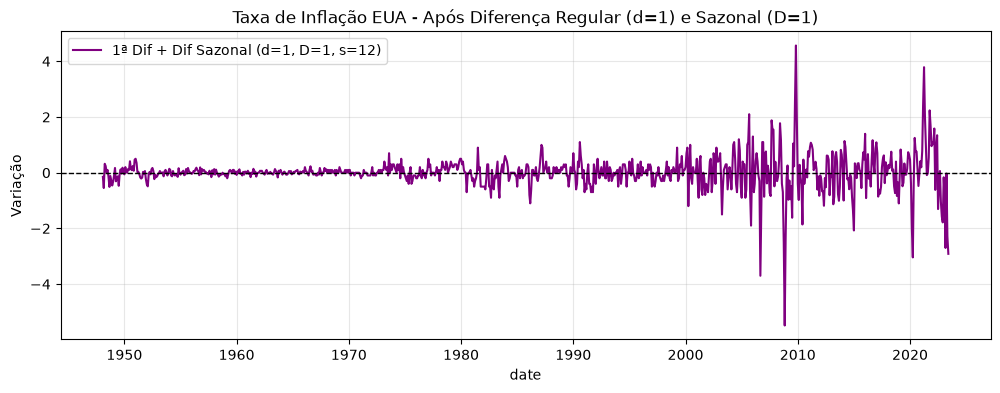 Taxa de Inflação EUA - Após Diferença Regular (d=1) e Sazonal (D=1)
1ª Dif + Dif Sazonal (d=1, D=1, s=12)
Variação
4
2
0
−2
−4
1950 1960 1970 1980 1990 2000 2010 2020
date